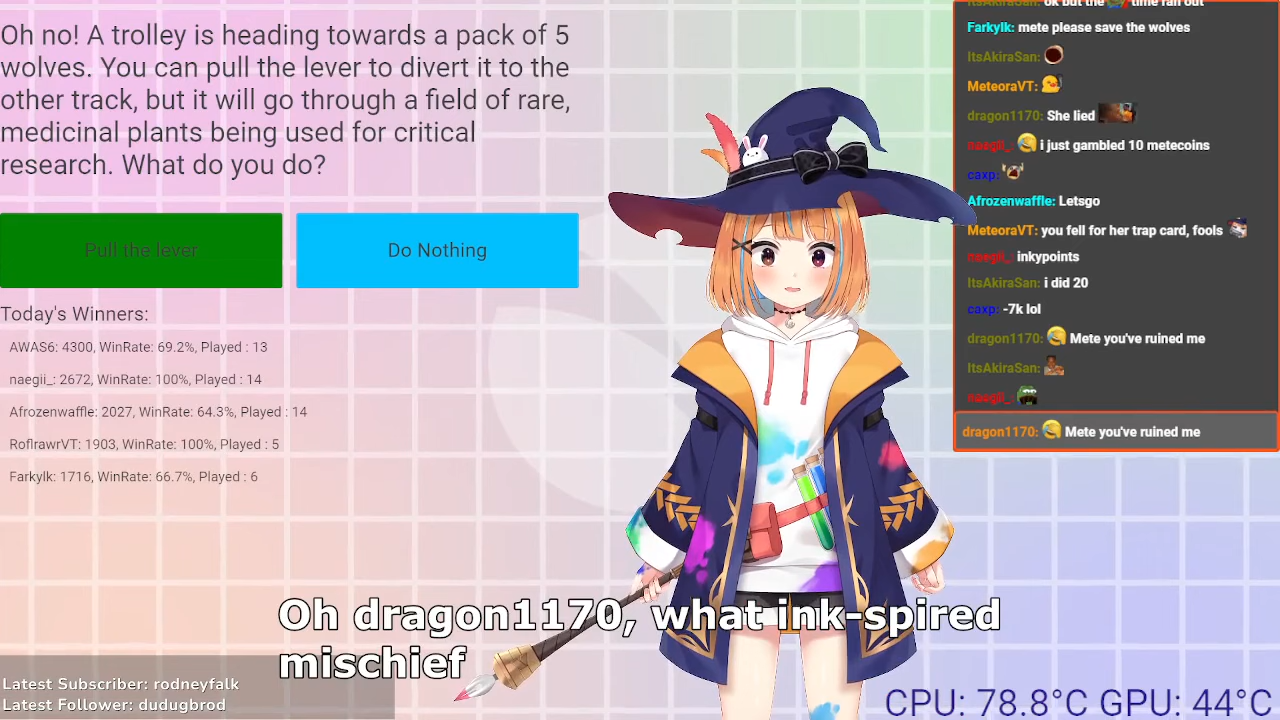 Oh no! A trolley is heading towards a pack of 5
wolves. You can pull the lever to divert it to the
other track, but it will go through a field of rare,
medicinal plants being used for critical
research. What do you do?
Pull the lever
Do Nothing
Today's Winners:
AWAS6: 4300, WinRate: 69.2%, Played : 13
naegii_: 2672, WinRate: 100%, Played : 14
Afrozenwaffle: 2027, WinRate: 64.3%, Played : 14
RoflrawrVT: 1903, WinRate: 100%, Played : 5
Farkylk: 1716, WinRate: 66.7%, Played : 6
ItsAkiraSan: ok but the time ran out
Farkylk: mete please save the wolves
ItsAkiraSan:
MeteoraVT:
dragon1170: She lied
naegii_: i just gambled 10 metecoins
caxp:
Afrozenwaffle: Letsgo
MeteoraVT: you fell for her trap card, fools
naegii_: inkypoints
ItsAkiraSan: i did 20
caxp: -7k lol
dragon1170: Mete you've ruined me
ItsAkiraSan:
naegii_:
dragon1170: Mete you've ruined me
Oh dragon1170, what ink-spired
mischief
Latest Subscriber: rodneyfalk
Latest Follower: dudugbrod
CPU: 78.8°C GPU: 44°C